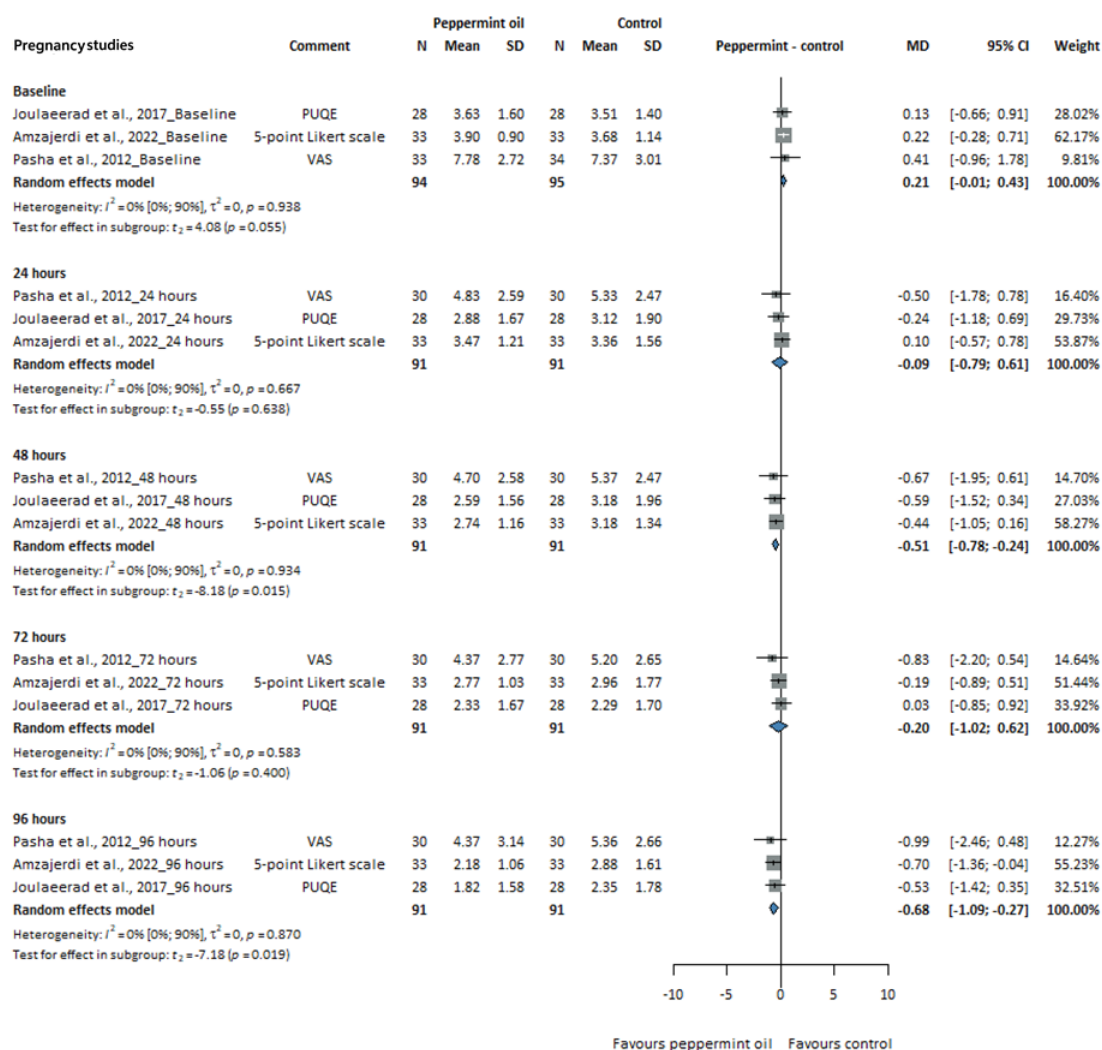 Peppermint oil Control
Pregnancy studies Comment N Mean SD N Mean SD Peppermint - control MD 95% CI Weight
Baseline
Joulaeerad et al., 2017_Baseline PUQE 28 3.63 1.60 28 3.51 1.40 0.13 [-0.66; 0.91] 28.02%
Amzajerdi et al. 2022_Baseline 5-point Likert scale 33 3.90 0.90 33 3.68 1.14 0.22 [-0.28; 0.71] 62.17%
Pasha et al. 2012_Baseline VAS 33 7.78 2.72 34 7.37 3.01 0.41 [-0.96; 1.78] 9.81%
Random effects model 94 95 0.21 [-0.01; 0.43] 100.00%
Heterogeneity: I² = 0% [0%; 90%], τ² = 0, p = 0.938
Test for effect in subgroup: t₂ = 4.08 (p = 0.055)
24 hours
Pasha et al., 2012_24 hours VAS 30 4.83 2.59 30 5.33 2.47 -0.50 [-1.78; 0.78] 16.40%
Joulaeerad et al., 2017_24 hours PUQE 28 2.88 1.67 28 3.12 1.90 -0.24 [-1.18; 0.69] 29.73%
Amzajerdi et al., 2022_24 hours 5-point Likert scale 33 3.47 1.21 33 3.36 1.56 0.10 [-0.57; 0.78] 53.87%
Random effects model 91 91 -0.09 [-0.79; 0.61] 100.00%
Heterogeneity: I² = 0% [0%; 90%], τ² = 0, p = 0.667
Test for effect in subgroup: t₂ = -0.55 (p = 0.638)
48 hours
Pasha et al., 2012_48 hours VAS 30 4.70 2.58 30 5.37 2.47 -0.67 [-1.95; 0.61] 14.70%
Joulaeerad et al., 2017_48 hours PUQE 28 2.59 1.56 28 3.18 1.96 -0.59 [-1.52; 0.34] 27.03%
Amzajerdi et al., 2022_48 hours 5-point Likert scale 33 2.74 1.16 33 3.18 1.34 -0.44 [-1.05; 0.16] 58.27%
Random effects model 91 91 -0.51 [-0.78; -0.24] 100.00%
Heterogeneity: I² = 0% [0%; 90%], τ² = 0, p = 0.934
Test for effect in subgroup: t₂ = -8.18 (p = 0.015)
72 hours
Pasha et al., 2012_72 hours VAS 30 4.37 2.77 30 5.20 2.65 -0.83 [-2.20; 0.54] 14.64%
Amzajerdi et al., 2022_72 hours 5-point Likert scale 33 2.77 1.03 33 2.96 1.77 -0.19 [-0.89; 0.51] 51.44%
Joulaeerad et al., 2017_72 hours PUQE 28 2.33 1.67 28 2.29 1.70 0.03 [-0.85; 0.92] 33.92%
Random effects model 91 91 -0.20 [-1.02; 0.62] 100.00%
Heterogeneity: I² = 0% [0%; 90%], τ² = 0, p = 0.583
Test for effect in subgroup: t₂ = -1.06 (p = 0.400)
96 hours
Pasha et al., 2012_96 hours VAS 30 4.37 3.14 30 5.36 2.66 -0.99 [-2.46; 0.48] 12.27%
Amzajerdi et al., 2022_96 hours 5-point Likert scale 33 2.18 1.06 33 2.88 1.61 -0.70 [-1.36; -0.04] 55.23%
Joulaeerad et al., 2017_96 hours PUQE 28 1.82 1.58 28 2.35 1.78 -0.53 [-1.42; 0.35] 32.51%
Random effects model 91 91 -0.68 [-1.09; -0.27] 100.00%
Heterogeneity: I² = 0% [0%; 90%], τ² = 0, p = 0.870
Test for effect in subgroup: t₂ = -7.18 (p = 0.019)
-10 -5 0 5 10
Favours peppermint oil Favours control